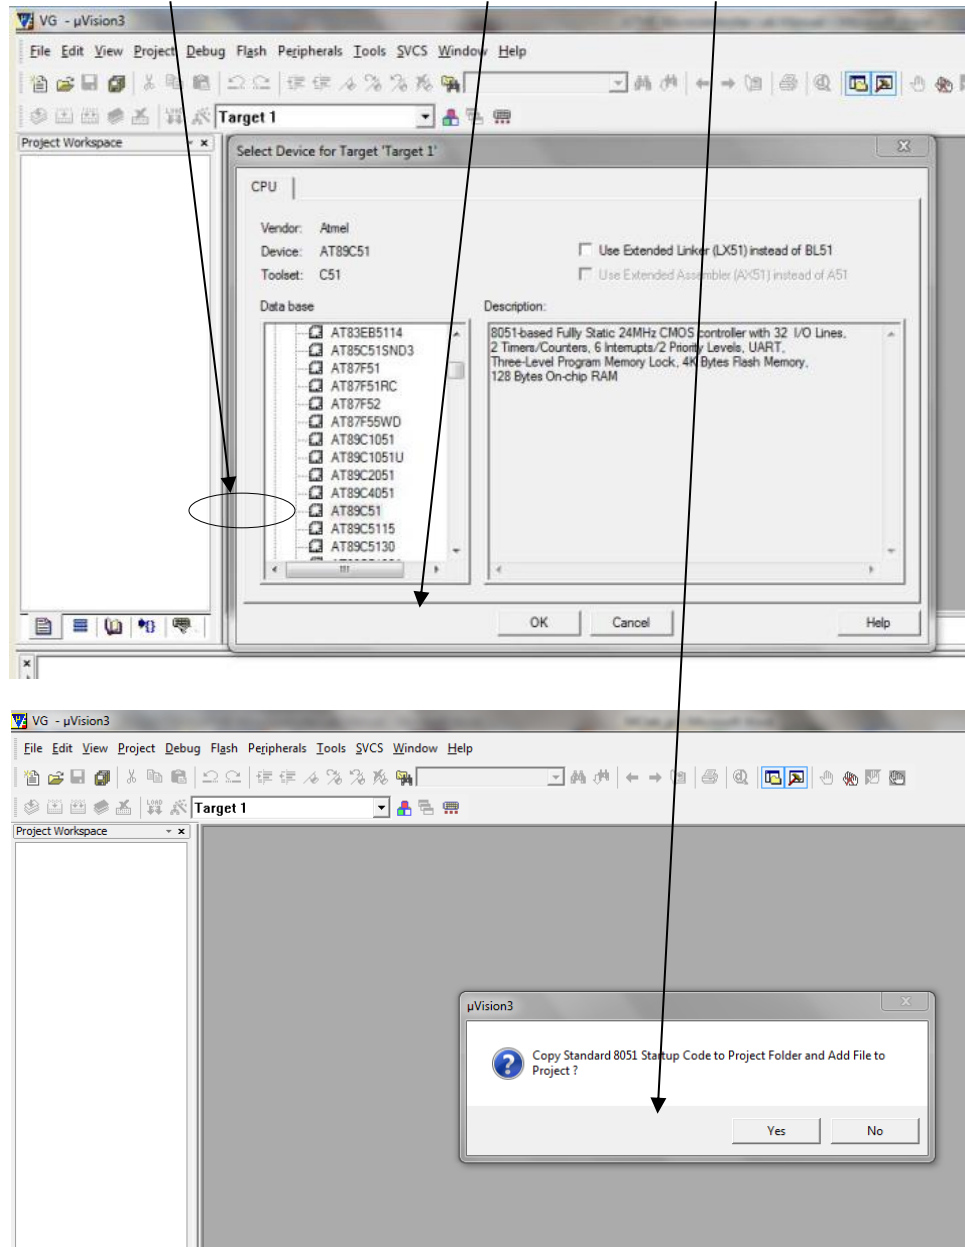 VG - µVision3
File Edit View Project Debug Flash Peripherals Tools SVCS Window Help
Target 1
Project Workspace
Select Device for Target 'Target 1'
CPU
Vendor: Atmel
Device: AT89C51
Toolset: C51
Use Extended Linker (LX51) instead of BL51
Use Extended Assembler (AX51) instead of A51
Data base
Description:
AT83EB5114
AT85C51SND3
AT87F51
AT87F51RC
AT87F52
AT87F55WD
AT89C1051
AT89C1051U
AT89C2051
AT89C4051
AT89C51
AT89C5115
AT89C5130
8051-based Fullly Static 24MHz CMOS controller with 32 I/O Lines,
2 Timers/Counters, 6 Interrupts/2 Priority Levels, UART,
Three-Level Program Memory Lock, 4K Bytes Flash Memory,
128 Bytes On-chip RAM
OK Cancel Help
VG - µVision3
File Edit View Project Debug Flash Peripherals Tools SVCS Window Help
Target 1
Project Workspace
µVision3
Copy Standard 8051 Startup Code to Project Folder and Add File to
Project ?
Yes No